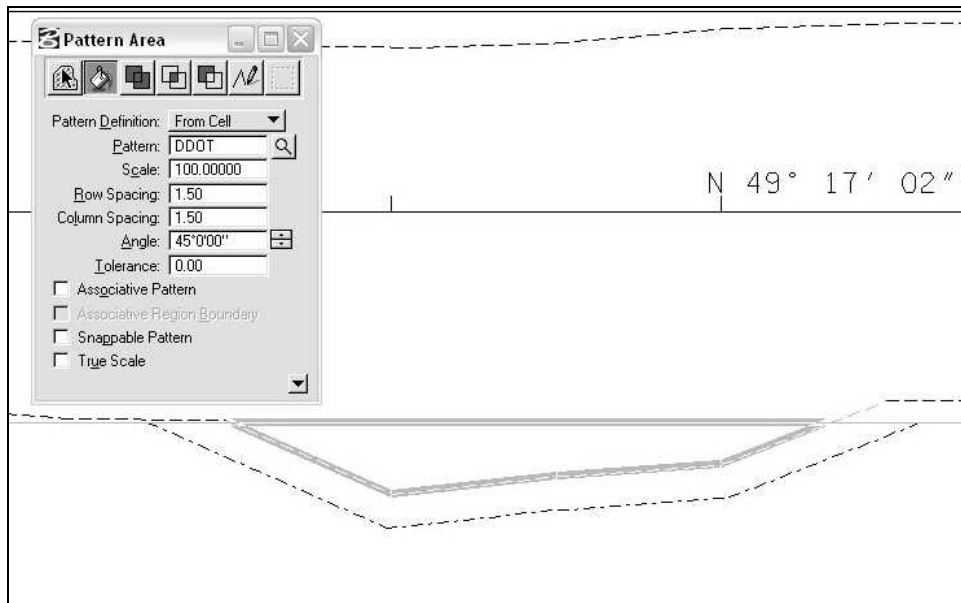 Pattern Area
Pattern Definition: From Cell
Pattern: DDOT
Scale: 100.00000
Row Spacing: 1.50
Column Spacing: 1.50
Angle: 45°0'00"
Tolerance: 0.00
Associative Pattern
Associative Region Boundary
Snappable Pattern
True Scale
N 49° 17' 02"